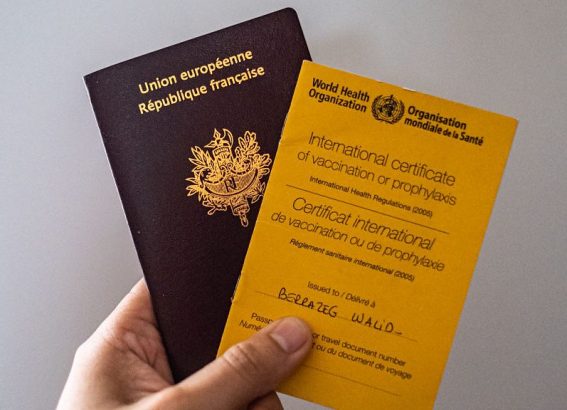 Union européenne
République française
World Health
Organization
Organisation
mondiale de la Santé
International certificate
of vaccination or prophylaxis
International Health Regulations (2005)
Certificat international
de vaccination ou de prophylaxie
Règlement sanitaire international (2005)
Issued to / Délivré à
BERRAZEG WALID
or travel document number
ou du document de voyage